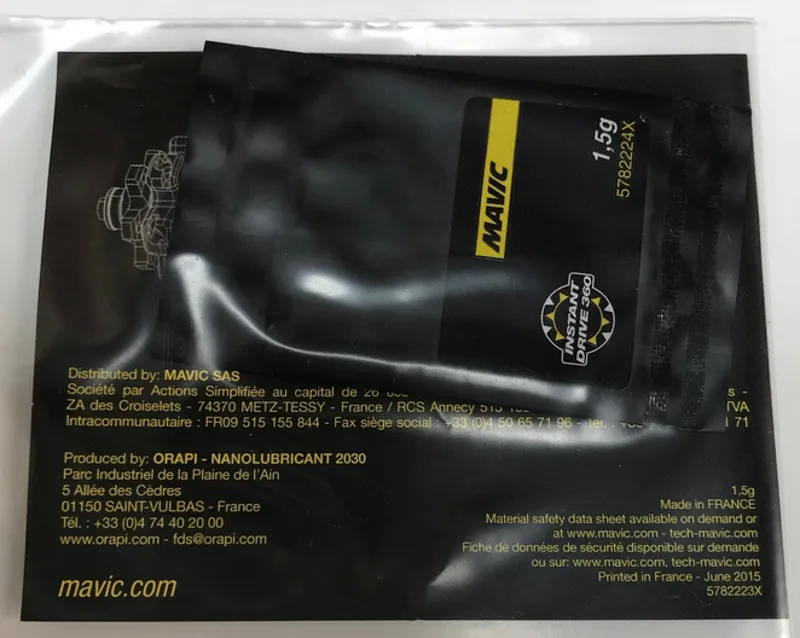 MAVIC
1,5g
5782224X
INSTANT
DRIVE 360
Distributed by: MAVIC SAS
Société par Actions Simplifiée au capital de 26
s -
ZA des Croiselets - 74370 METZ-TESSY - France / RCS Annecy 515
TVA
Intracommunautaire : FR09 515 155 844 - Fax siège social : +33 (0)4 50 65 71 96 - Tél. :
71
Produced by: ORAPI - NANOLUBRICANT 2030
Parc Industriel de la Plaine de l'Ain
5 Allée des Cèdres
01150 SAINT-VULBAS - France
Tél. : +33 (0)4 74 40 20 00
www.orapi.com - fds@orapi.com
mavic.com
1,5g
Made in FRANCE
Material safety data sheet available on demand or
at www.mavic.com - tech-mavic.com
Fiche de données de sécurité disponible sur demande
ou sur: www.mavic.com, tech-mavic.com
Printed in France - June 2015
5782223X